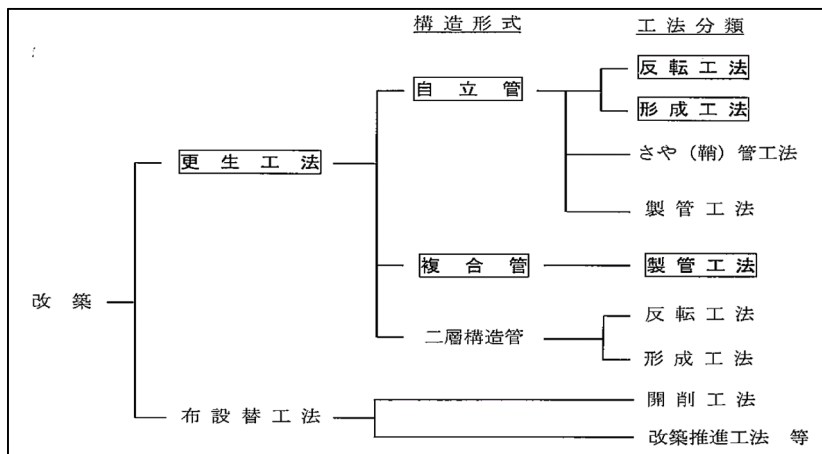 構造形式 工法分類
反転工法
自立管
形成工法
さや（鞘）管工法
更生工法
製管工法
複合管 製管工法
改築
反転工法
二層構造管
形成工法
開削工法
布設替工法
改築推進工法 等